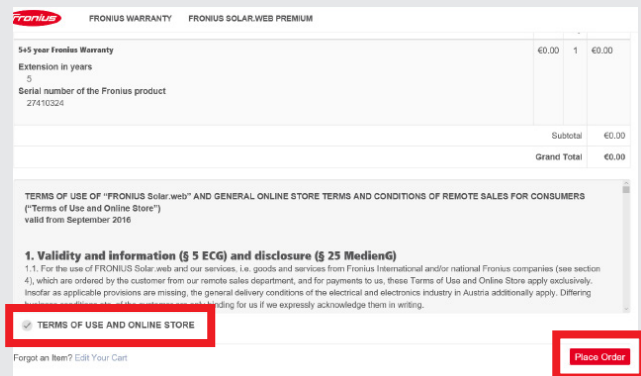 Fronius
FRONIUS WARRANTY FRONIUS SOLAR.WEB PREMIUM
5+5 year Fronius Warranty €0.00 1 €0.00
Extension in years
5
Serial number of the Fronius product
27410324
Subtotal €0.00
Grand Total €0.00
TERMS OF USE OF "FRONIUS Solar.web" AND GENERAL ONLINE STORE TERMS AND CONDITIONS OF REMOTE SALES FOR CONSUMERS
("Terms of Use and Online Store")
valid from September 2016
1. Validity and information (§ 5 ECG) and disclosure (§ 25 MedienG)
1.1. For the use of FRONIUS Solar.web and our services, i.e. goods and services from Fronius International and/or national Fronius companies (see section
4), which are ordered by the customer from our remote sales department, and for payments to us, these Terms of Use and Online Store apply exclusively.
Insofar as applicable provisions are missing, the general delivery conditions of the electrical and electronics industry in Austria additionally apply. Differing
business conditions etc. of the customer are only binding for us if we expressly acknowledge them in writing.
TERMS OF USE AND ONLINE STORE
Forgot an Item? Edit Your Cart
Place Order